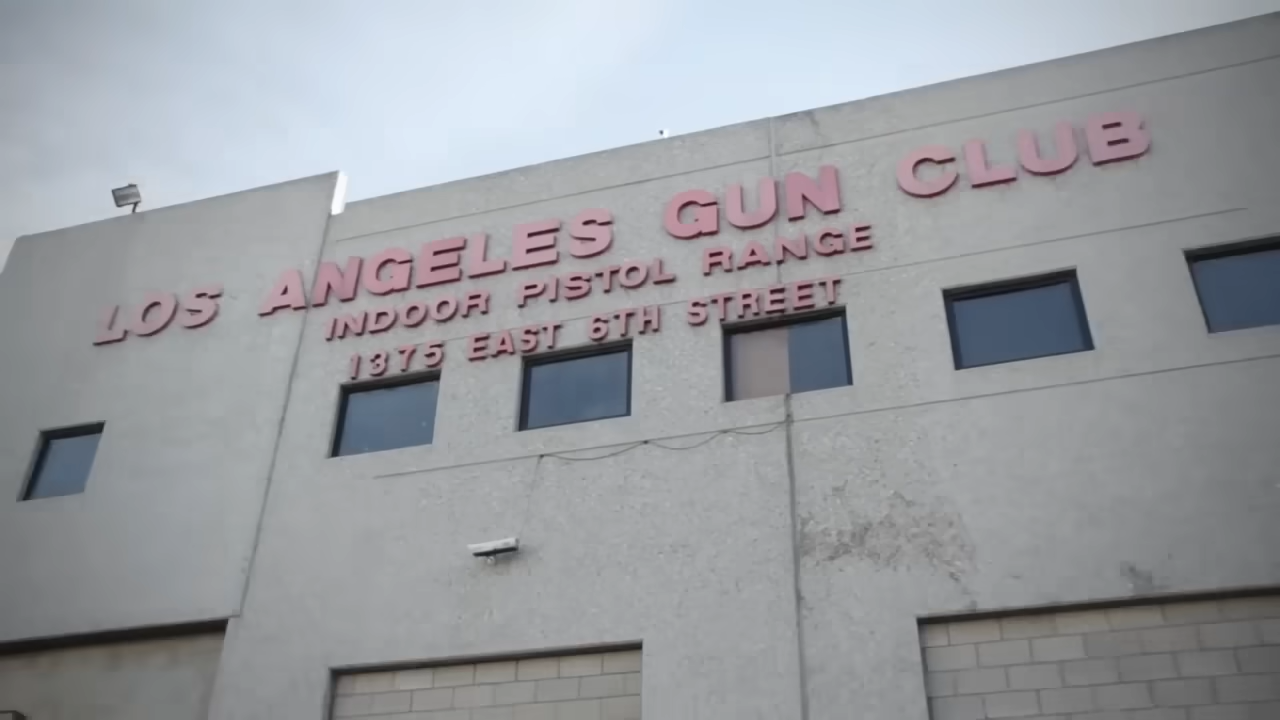 LOS ANGELES GUN CLUB
INDOOR PISTOL RANGE
1375 EAST 6TH STREET